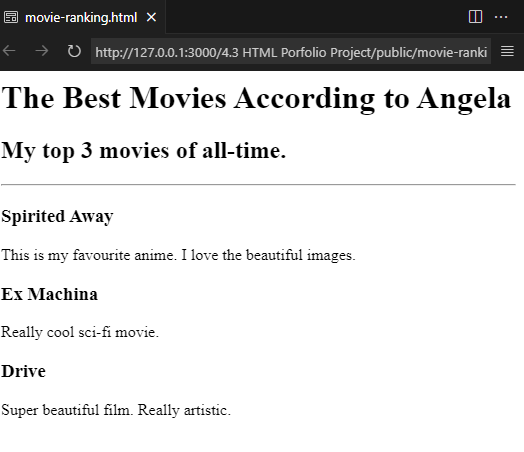 movie-ranking.html
http://127.0.0.1:3000/4.3 HTML Porfolio Project/public/movie-ranki
The Best Movies According to Angela
My top 3 movies of all-time.
Spirited Away
This is my favourite anime. I love the beautiful images.
Ex Machina
Really cool sci-fi movie.
Drive
Super beautiful film. Really artistic.